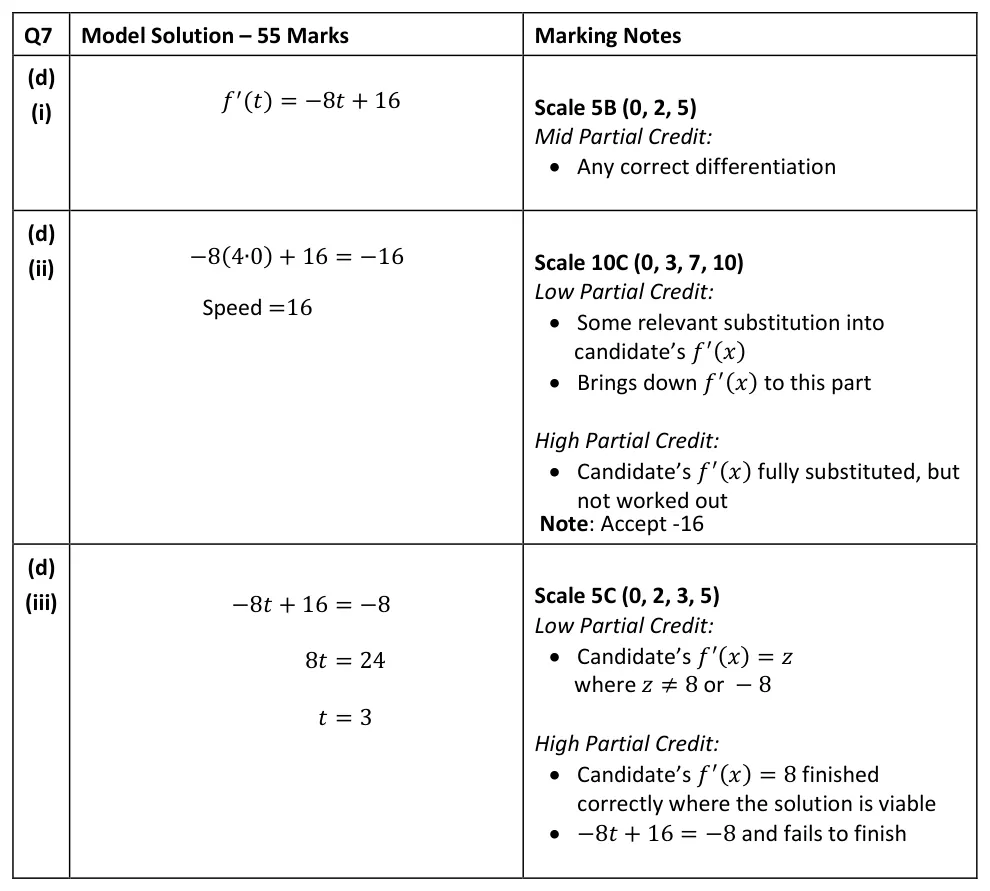 Q7 Model Solution – 55 Marks Marking Notes
(d)
(i)
f′(t) = −8t + 16
Scale 5B (0, 2, 5)
Mid Partial Credit:
• Any correct differentiation
(d)
(ii)
−8(4·0) + 16 = −16
Speed =16
Scale 10C (0, 3, 7, 10)
Low Partial Credit:
• Some relevant substitution into
candidate’s f′(x)
• Brings down f′(x) to this part
High Partial Credit:
• Candidate’s f′(x) fully substituted, but
not worked out
Note: Accept -16
(d)
(iii)
−8t + 16 = −8
8t = 24
t = 3
Scale 5C (0, 2, 3, 5)
Low Partial Credit:
• Candidate’s f′(x) = z
where z ≠ 8 or − 8
High Partial Credit:
• Candidate’s f′(x) = 8 finished
correctly where the solution is viable
• −8t + 16 = −8 and fails to finish